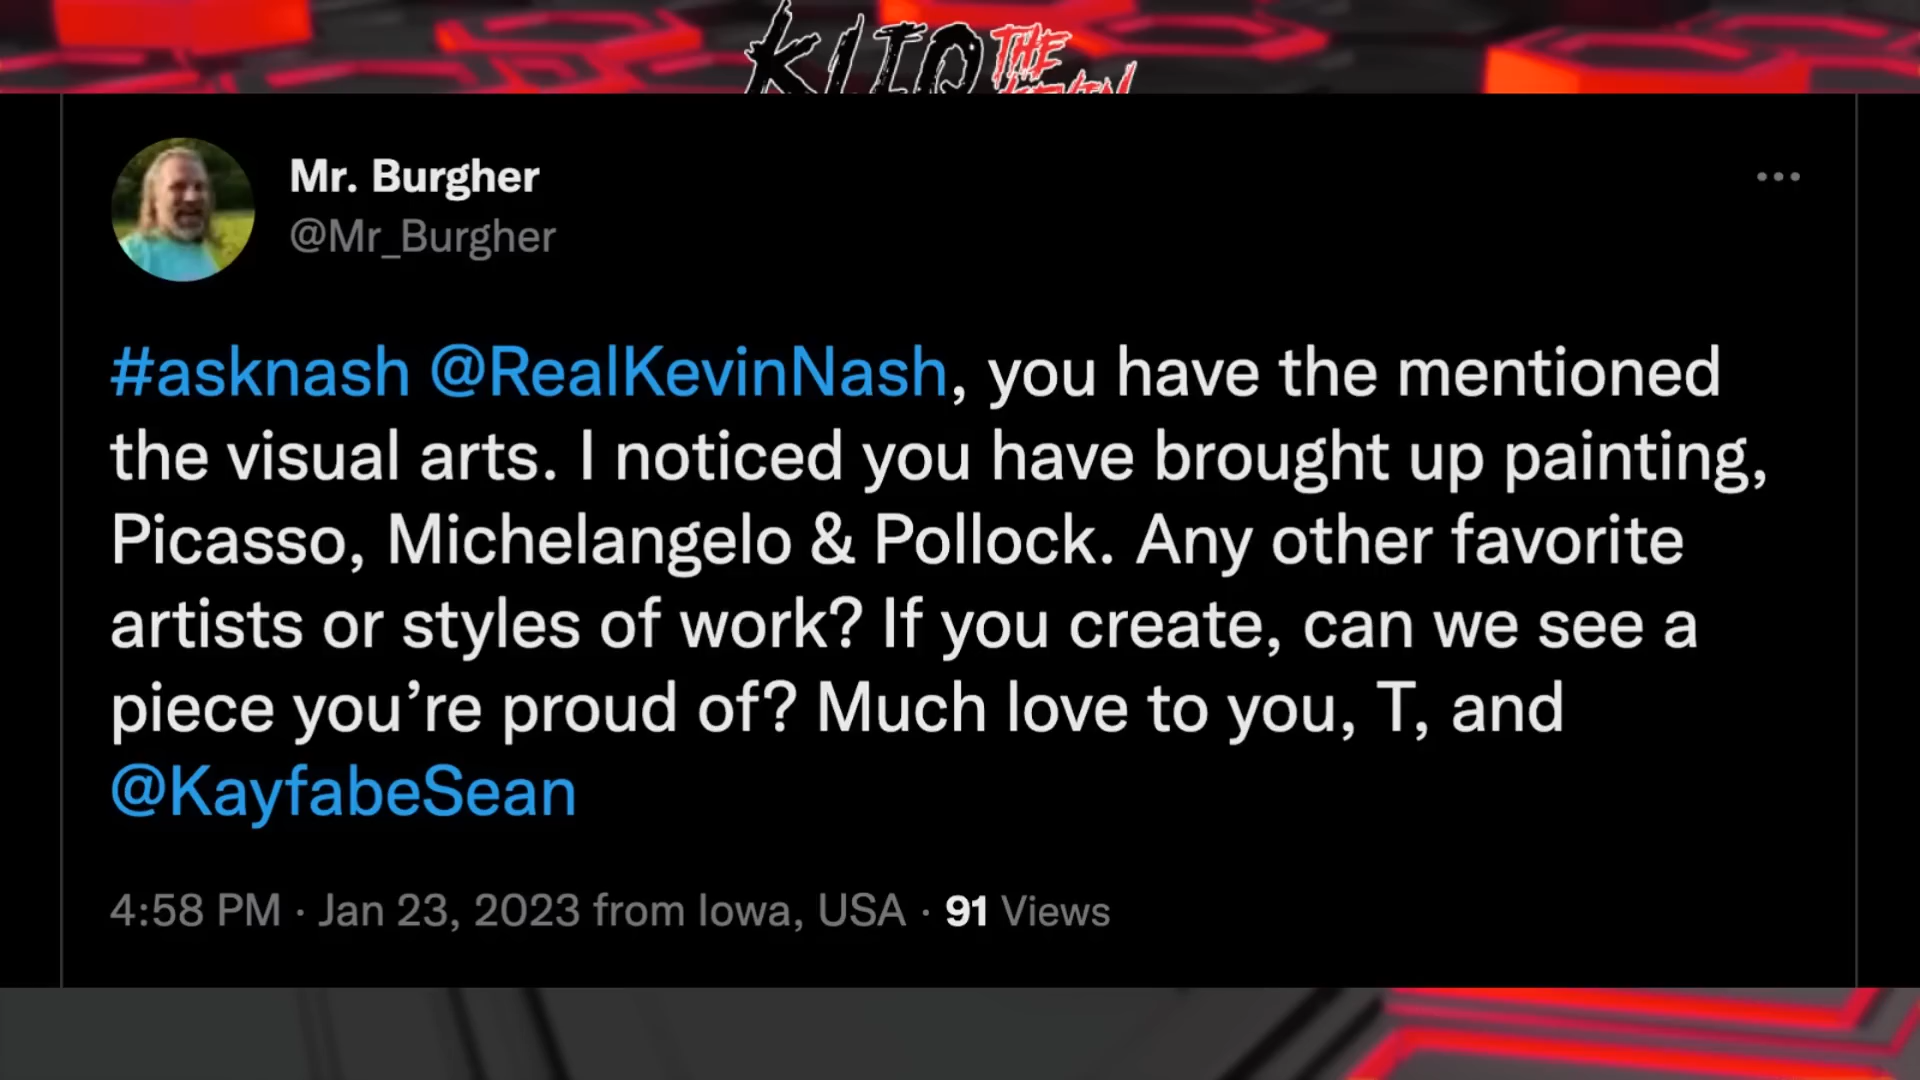 KLIQ THE
Mr. Burgher
@Mr_Burgher
#asknash @RealKevinNash, you have the mentioned
the visual arts. I noticed you have brought up painting,
Picasso, Michelangelo & Pollock. Any other favorite
artists or styles of work? If you create, can we see a
piece you’re proud of? Much love to you, T, and
@KayfabeSean
4:58 PM · Jan 23, 2023 from Iowa, USA · 91 Views